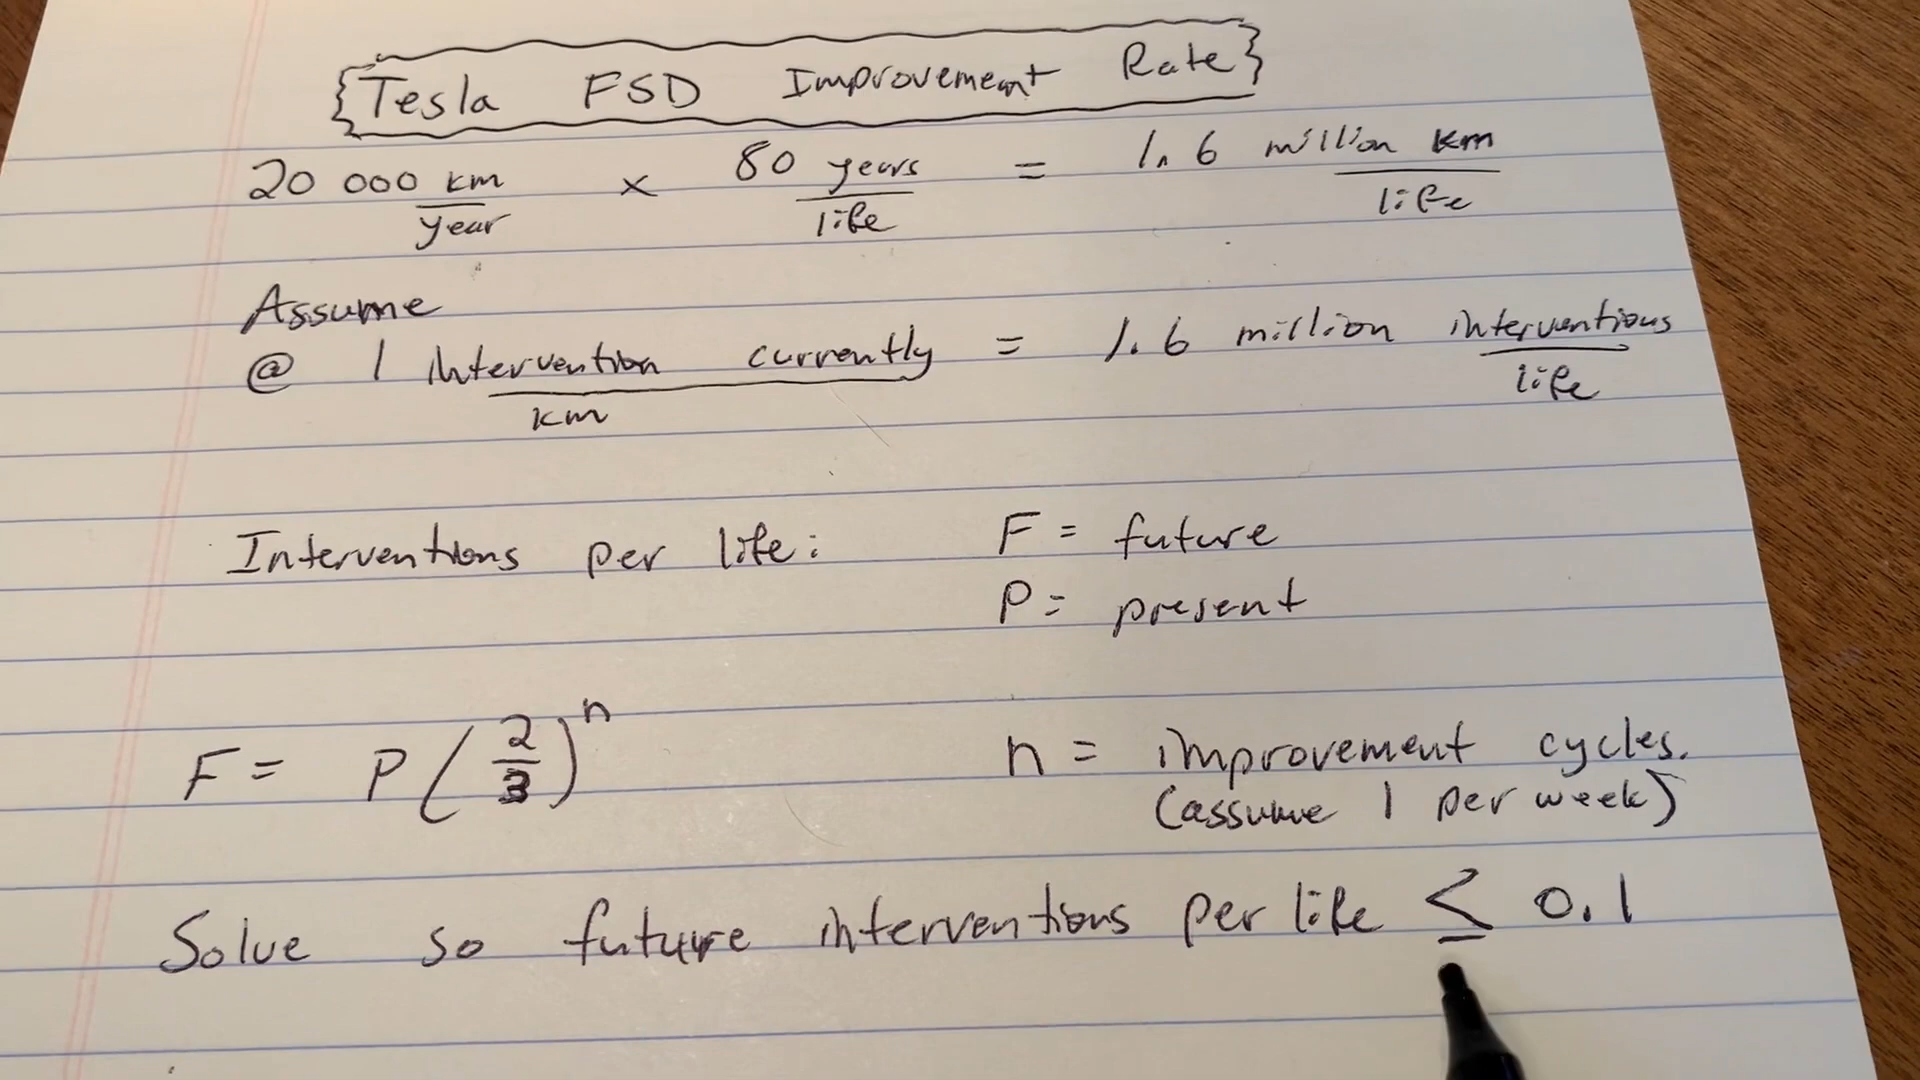 Tesla FSD Improvement Rate
20 000 km/year × 80 years/life = 1.6 million km/life
Assume
@ 1 intervention currently/km = 1.6 million interventions/life
Interventions per life: F = future
P = present
F = P(2/3)^n n = improvement cycles.
(assume 1 per week)
Solve so future interventions per life ≤ 0.1